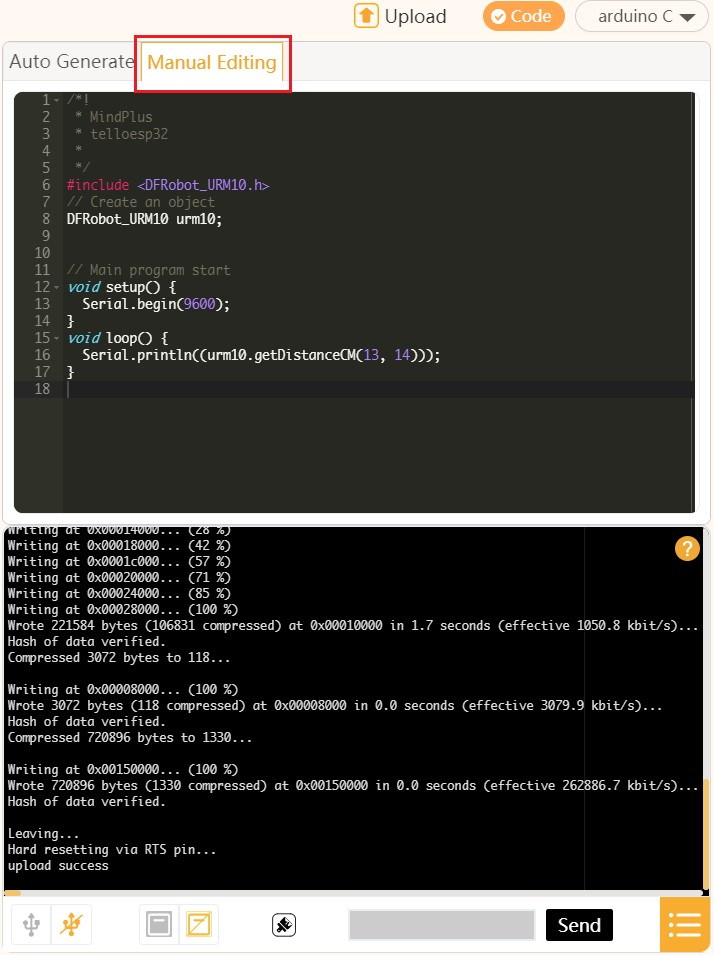 Upload
Code
arduino C
Auto Generate
Manual Editing
1 /*!
2  * MindPlus
3  * telloesp32
4  *
5  */
6 #include <DFRobot_URM10.h>
7 // Create an object
8 DFRobot_URM10 urm10;
9
10
11 // Main program start
12 void setup() {
13   Serial.begin(9600);
14 }
15 void loop() {
16   Serial.println((urm10.getDistanceCM(13, 14)));
17 }
18
Writing at 0x00014000... (28 %)
Writing at 0x00018000... (42 %)
Writing at 0x0001c000... (57 %)
Writing at 0x00020000... (71 %)
Writing at 0x00024000... (85 %)
Writing at 0x00028000... (100 %)
Wrote 221584 bytes (106831 compressed) at 0x00010000 in 1.7 seconds (effective 1050.8 kbit/s)...
Hash of data verified.
Compressed 3072 bytes to 118...
Writing at 0x00008000... (100 %)
Wrote 3072 bytes (118 compressed) at 0x00008000 in 0.0 seconds (effective 3079.9 kbit/s)...
Hash of data verified.
Compressed 720896 bytes to 1330...
Writing at 0x00150000... (100 %)
Wrote 720896 bytes (1330 compressed) at 0x00150000 in 0.0 seconds (effective 262886.7 kbit/s)...
Hash of data verified.
Leaving...
Hard resetting via RTS pin...
upload success
?
Send